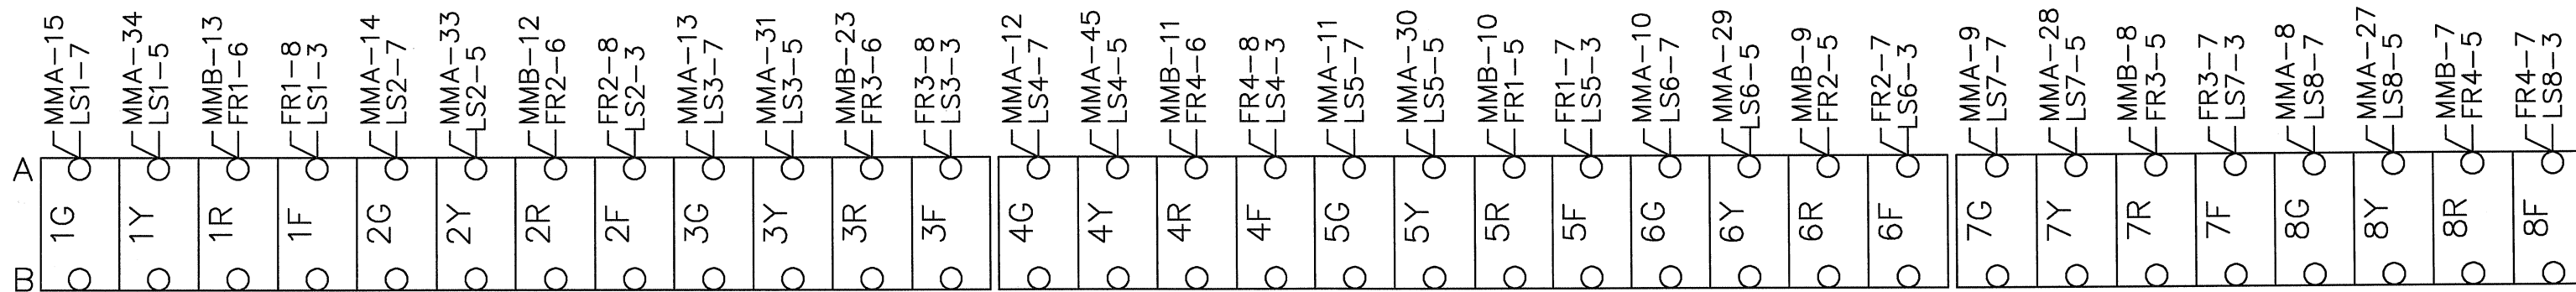 MMA-15
LS1-7
MMA-34
LS1-5
MMB-13
FR1-6
FR1-8
LS1-3
MMA-14
LS2-7
MMA-33
LS2-5
MMB-12
FR2-6
FR2-8
LS2-3
MMA-13
LS3-7
MMA-31
LS3-5
MMB-23
FR3-6
FR3-8
LS3-3
MMA-12
LS4-7
MMA-45
LS4-5
MMB-11
FR4-6
FR4-8
LS4-3
MMA-11
LS5-7
MMA-30
LS5-5
MMB-10
FR1-5
FR1-7
LS5-3
MMA-10
LS6-7
MMA-29
LS6-5
MMB-9
FR2-5
FR2-7
LS6-3
MMA-9
LS7-7
MMA-28
LS7-5
MMB-8
FR3-5
FR3-7
LS7-3
MMA-8
LS8-7
MMA-27
LS8-5
MMB-7
FR4-5
FR4-7
LS8-3
A
1G
1Y
1R
1F
2G
2Y
2R
2F
3G
3Y
3R
3F
4G
4Y
4R
4F
5G
5Y
5R
5F
6G
6Y
6R
6F
7G
7Y
7R
7F
8G
8Y
8R
8F
B